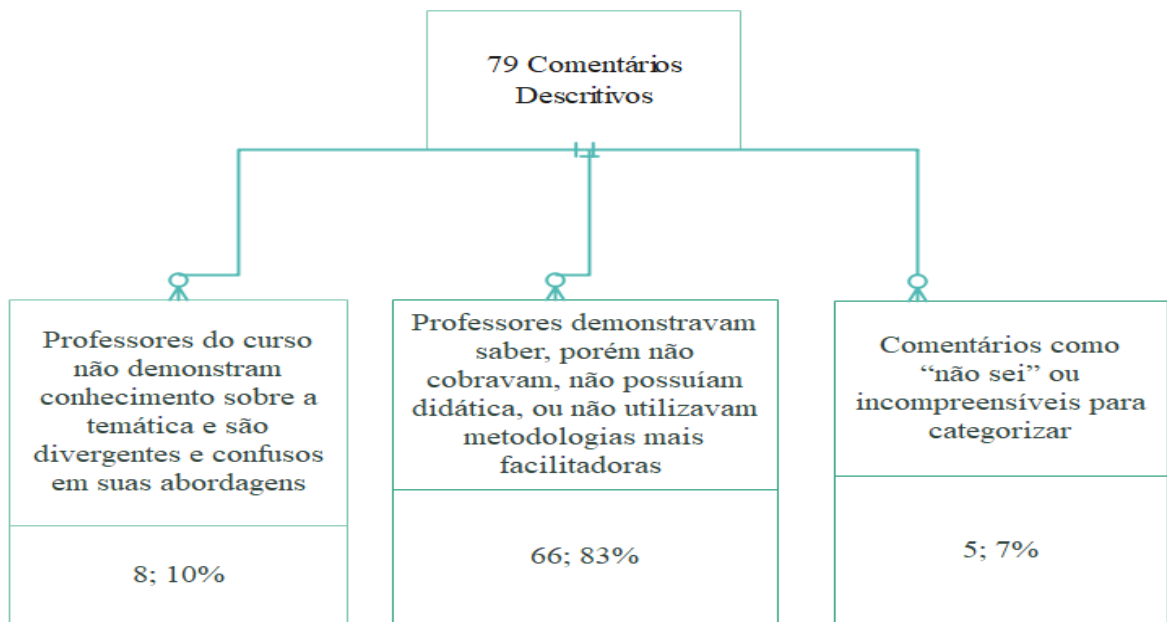 79 Comentários
Descritivos
Professores do curso
não demonstram
conhecimento sobre a
temática e são
divergentes e confusos
em suas abordagens
8; 10%
Professores demonstravam
saber, porém não
cobravam, não possuíam
didática, ou não utilizavam
metodologias mais
facilitadoras
66; 83%
Comentários como
“não sei” ou
incompreensíveis para
categorizar
5; 7%